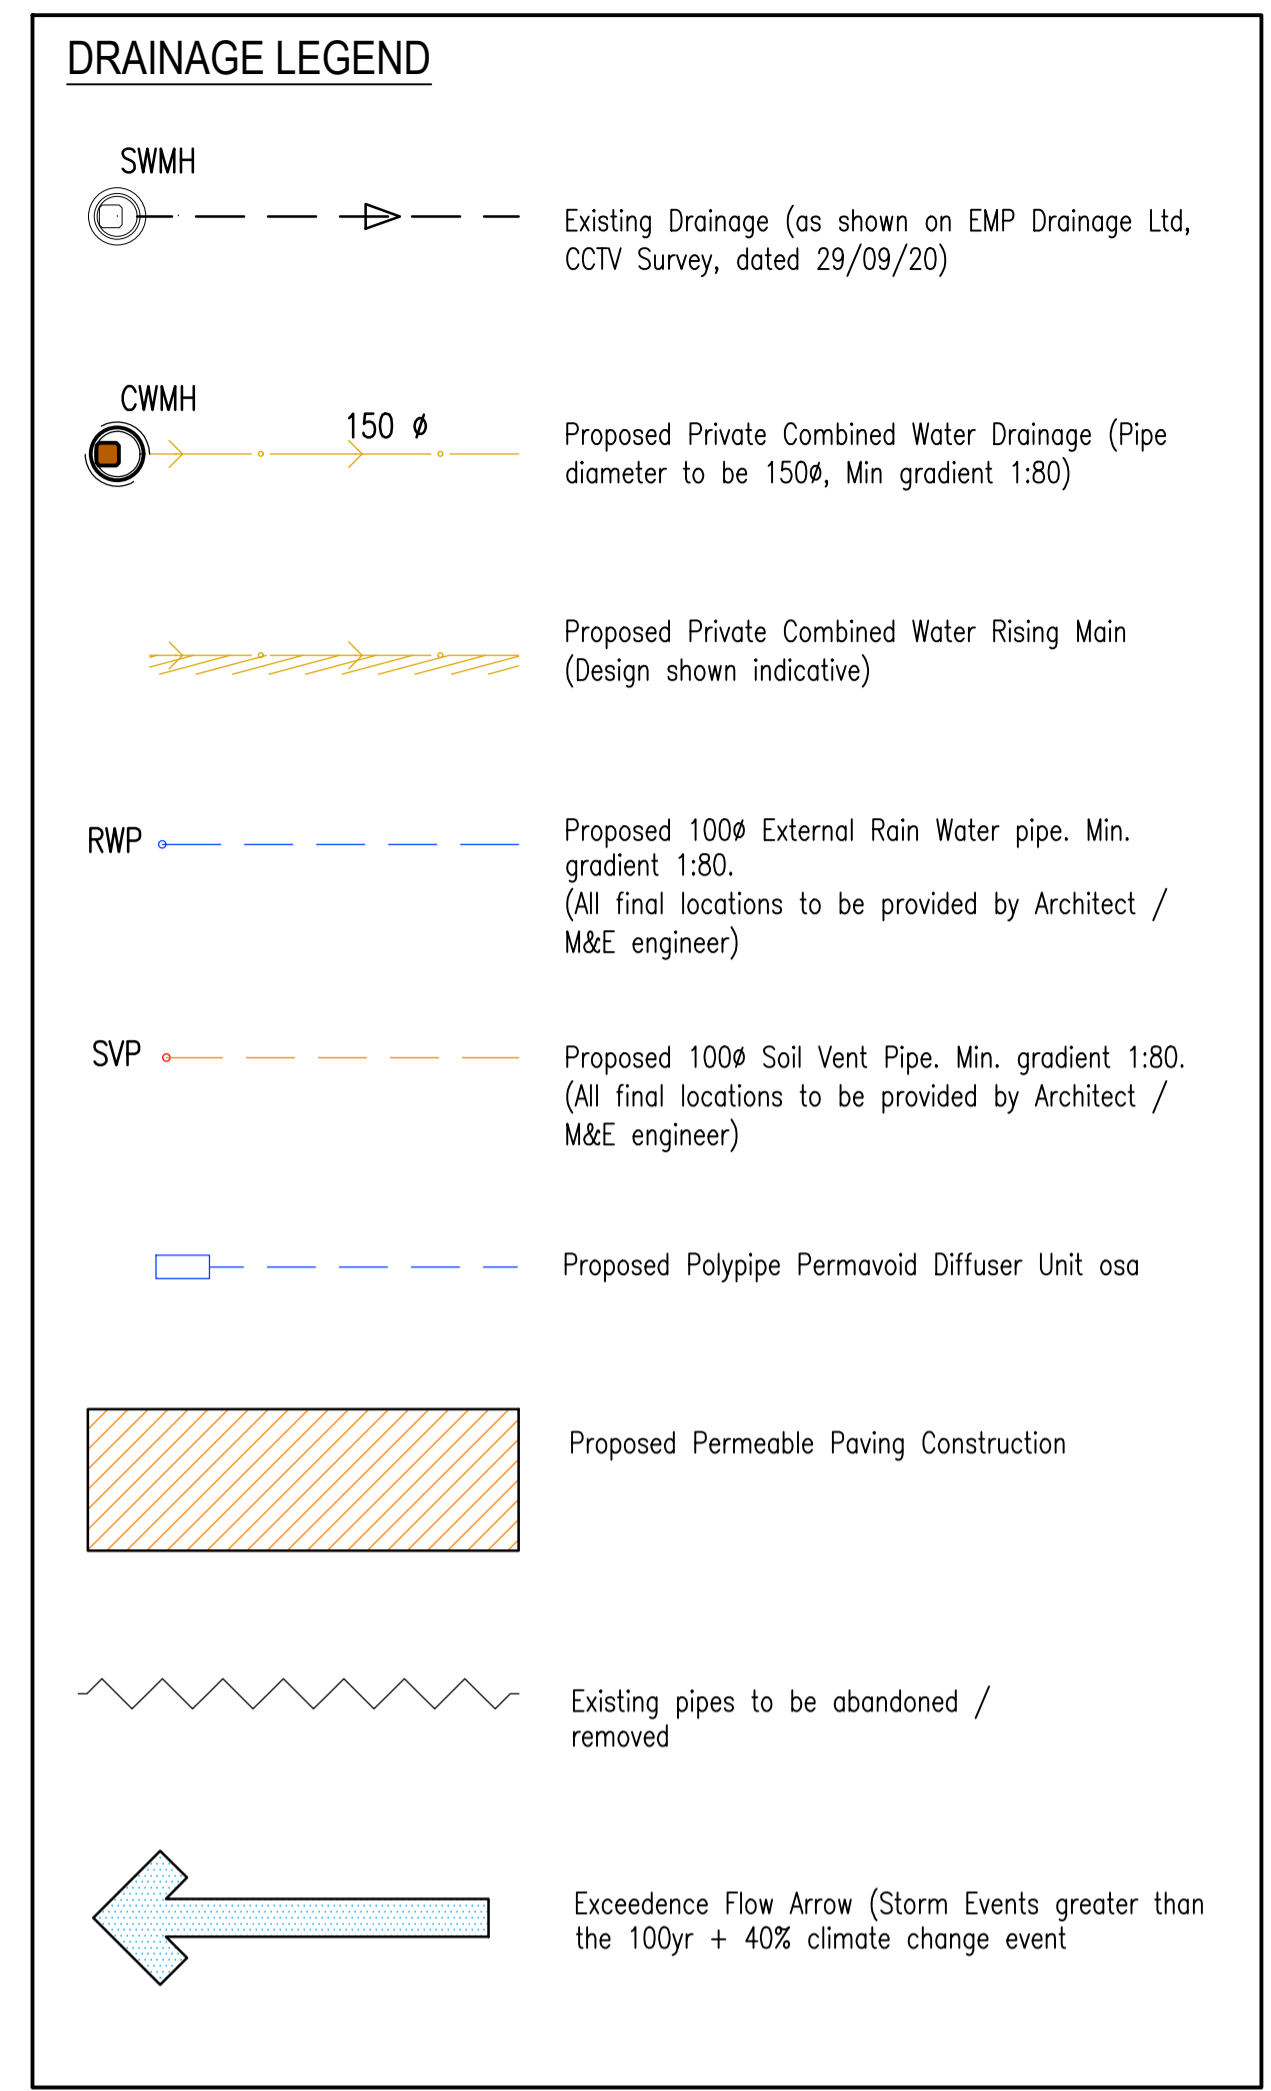 DRAINAGE LEGEND
SWMH
Existing Drainage (as shown on EMP Drainage Ltd,
CCTV Survey, dated 29/09/20)
CWMH
150 ø
Proposed Private Combined Water Drainage (Pipe
diameter to be 150ø, Min gradient 1:80)
Proposed Private Combined Water Rising Main
(Design shown indicative)
RWP
Proposed 100ø External Rain Water pipe. Min.
gradient 1:80.
(All final locations to be provided by Architect /
M&E engineer)
SVP
Proposed 100ø Soil Vent Pipe. Min. gradient 1:80.
(All final locations to be provided by Architect /
M&E engineer)
Proposed Polypipe Permavoid Diffuser Unit osa
Proposed Permeable Paving Construction
Existing pipes to be abandoned /
removed
Exceedence Flow Arrow (Storm Events greater than
the 100yr + 40% climate change event